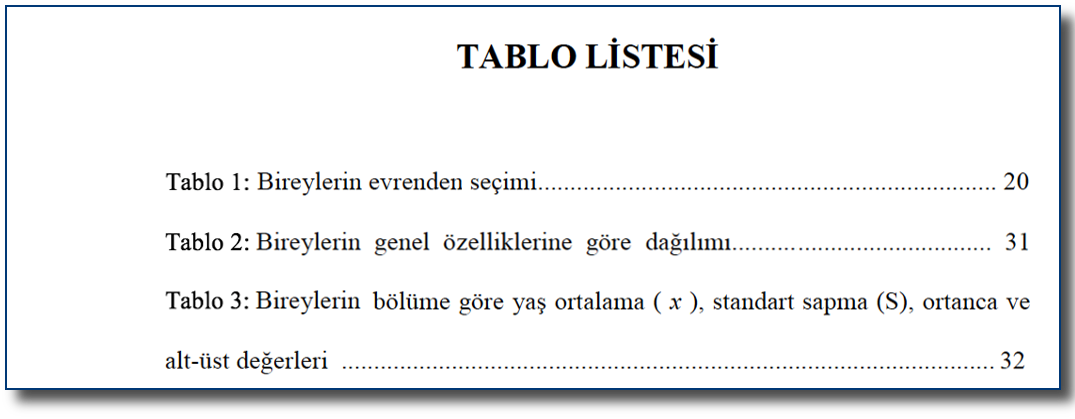 TABLO LİSTESİ
Tablo 1: Bireylerin evrenden seçimi........................................................................ 20
Tablo 2: Bireylerin genel özelliklerine göre dağılımı......................................... 31
Tablo 3: Bireylerin bölüme göre yaş ortalama ( x ), standart sapma (S), ortanca ve
alt-üst değerleri ...................................................................................................... 32